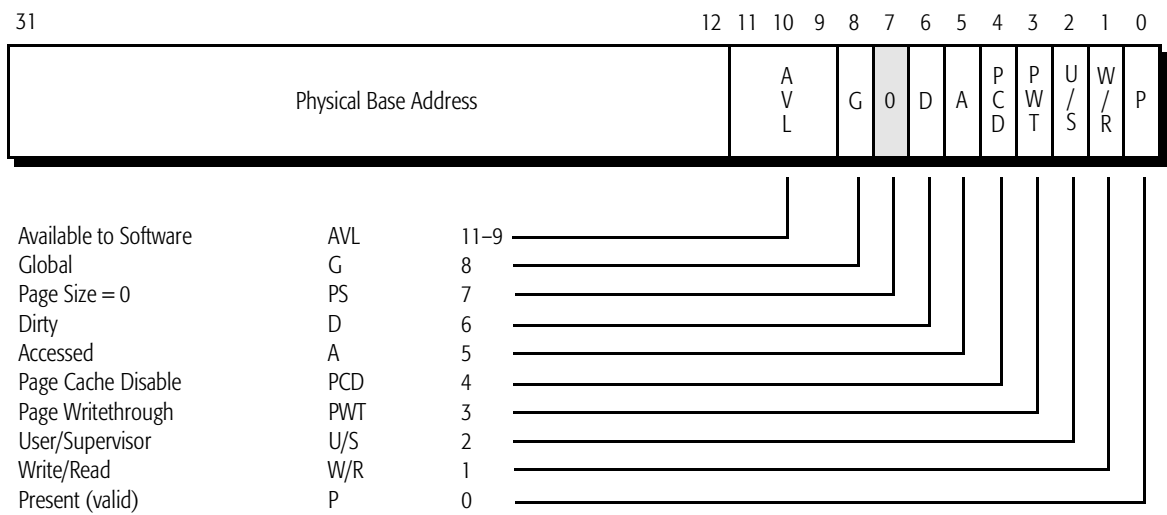 31 12 11 10 9 8 7 6 5 4 3 2 1 0
Physical Base Address
A
V
L
G
0
D
A
P
C
D
P
W
T
U
/
S
W
/
R
P
Available to Software AVL 11–9
Global G 8
Page Size = 0 PS 7
Dirty D 6
Accessed A 5
Page Cache Disable PCD 4
Page Writethrough PWT 3
User/Supervisor U/S 2
Write/Read W/R 1
Present (valid) P 0